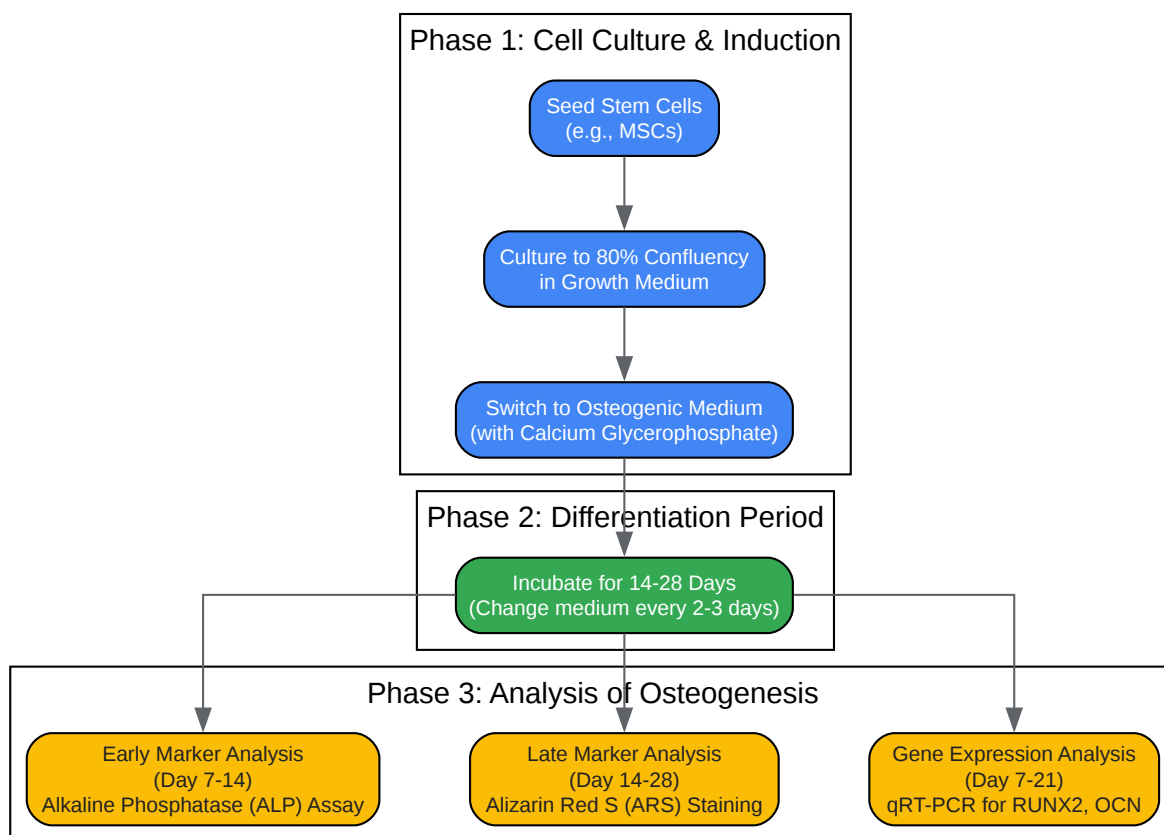 Phase 1: Cell Culture & Induction
Seed Stem Cells
(e.g., MSCs)
Culture to 80% Confluency
in Growth Medium
Switch to Osteogenic Medium
(with Calcium Glycerophosphate)
Phase 2: Differentiation Period
Incubate for 14-28 Days
(Change medium every 2-3 days)
Phase 3: Analysis of Osteogenesis
Early Marker Analysis
(Day 7-14)
Alkaline Phosphatase (ALP) Assay
Late Marker Analysis
(Day 14-28)
Alizarin Red S (ARS) Staining
Gene Expression Analysis
(Day 7-21)
qRT-PCR for RUNX2, OCN